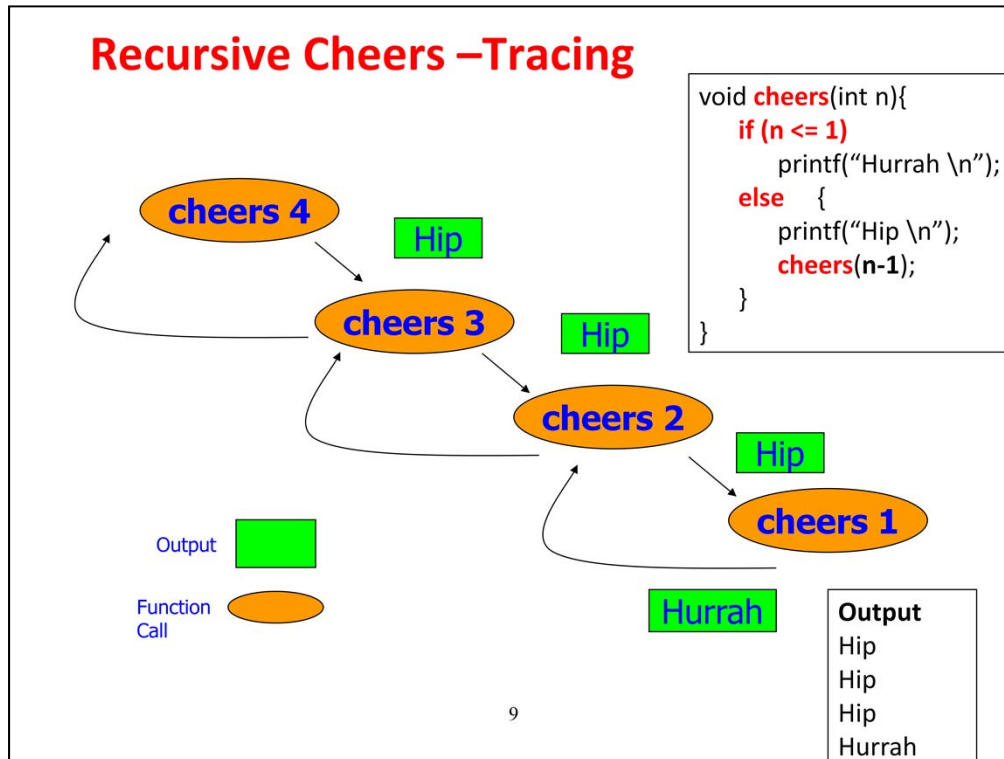 Recursive Cheers –Tracing
void cheers(int n){
if (n <= 1)
printf(“Hurrah \n”);
else {
printf(“Hip \n”);
cheers(n-1);
}
}
cheers 4
Hip
cheers 3
Hip
cheers 2
Hip
cheers 1
Hurrah
Output
Function
Call
Output
Hip
Hip
Hip
Hurrah
9